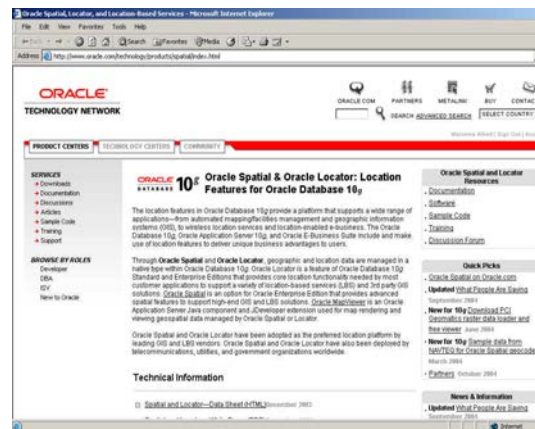 Oracle Spatial, Locator, and Location-Based Services - Microsoft Internet Explorer
File Edit View Favorites Tools Help
Search Favorites Media
Address http://www.oracle.com/technology/products/spatial/index.html
ORACLE
TECHNOLOGY NETWORK
ORACLE.COM PARTNERS METALINK BUY CONTAC
SEARCH ADVANCED SEARCH SELECT COUNTRY
Welcome Albert | Sign Out |
PRODUCT CENTERS TECHNOLOGY CENTERS COMMUNITY
SERVICES
Downloads
Documentation
Discussions
Articles
Sample Code
Training
Support
BROWSE BY ROLES
Developer
DBA
ISV
New to Oracle
ORACLE DATABASE 10g
Oracle Spatial & Oracle Locator: Location
Features for Oracle Database 10g
The location features in Oracle Database 10g provide a platform that supports a wide range of
applications—from automated mapping/facilities management and geographic information
systems (GIS), to wireless location services and location-enabled e-business. The Oracle
Database 10g, Oracle Application Server 10g, and Oracle E-Business Suite include and make
use of location features to deliver unique business advantages to users.
Through Oracle Spatial and Oracle Locator, geographic and location data are managed in a
native type within Oracle Database 10g. Oracle Locator is a feature of Oracle Database 10g
Standard and Enterprise Editions that provides core location functionality needed by most
customer applications to support a variety of location-based services (LBS) and 3rd party GIS
solutions. Oracle Spatial is an option for Oracle Enterprise Edition that provides advanced
spatial features to support high-end GIS and LBS solutions. Oracle MapViewer is an Oracle
Application Server Java component and JDeveloper extension used for map rendering and
viewing geospatial data managed by Oracle Spatial or Locator.
Oracle Spatial and Oracle Locator have been adopted as the preferred location platform by
leading GIS and LBS vendors. Oracle Spatial and Oracle Locator have also been deployed by
telecommunications, utilities, and government organizations worldwide.
Technical Information
Spatial and Locator—Data Sheet (HTML) December 2003
Oracle Spatial and Locator
Resources
Documentation
Software
Sample Code
Training
Discussion Forum
Quick Picks
Oracle Spatial on Oracle.com
Updated What People Are Saying
September 2004
New for 10g Download PCI
Geomatics raster data loader and
free viewer June 2004
New for 10g Sample data from
NAVTEQ for Oracle Spatial geocode
March 2004
Partners October 2004
News & Information
Updated What People Are Saying
September 2004
Internet